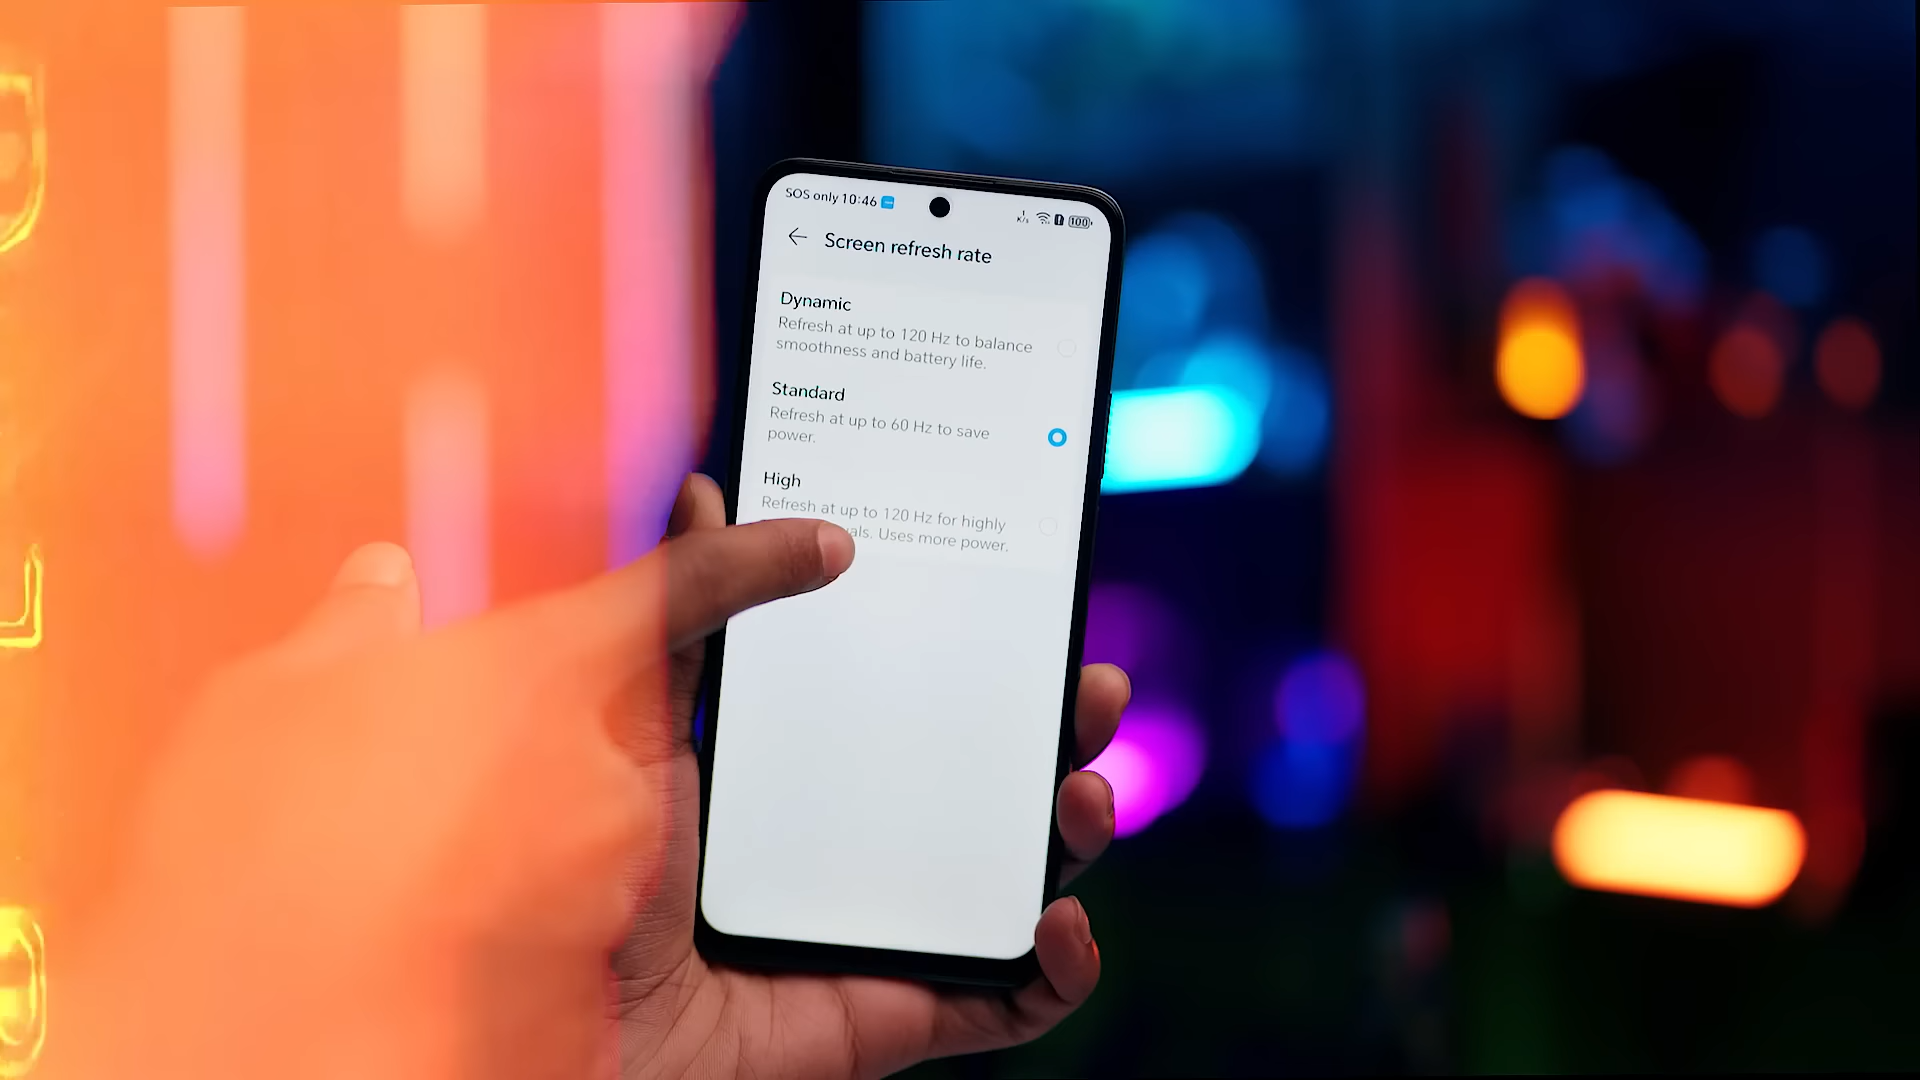 SOS only 10:46
K/s 100
Screen refresh rate
Dynamic
Refresh at up to 120 Hz to balance
smoothness and battery life.
Standard
Refresh at up to 60 Hz to save
power.
High
Refresh at up to 120 Hz for highly
Uses more power.